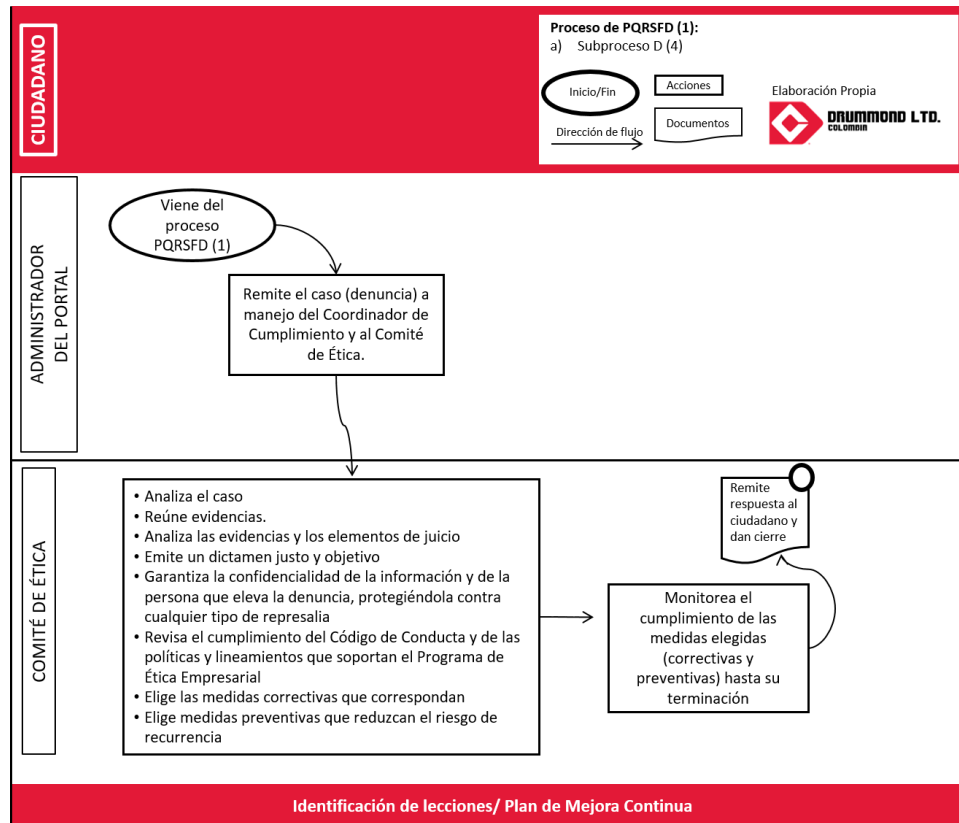 CIUDADANO
Proceso de PQRSFD (1):
a) Subproceso D (4)
Inicio/Fin
Acciones
Dirección de flujo
Documentos
Elaboración Propia
DRUMMOND LTD.
COLOMBIA
ADMINISTRADOR
DEL PORTAL
Viene del
proceso
PQRSFD (1)
Remite el caso (denuncia) a
manejo del Coordinador de
Cumplimiento y al Comité
de Ética.
COMITÉ DE ÉTICA
• Analiza el caso
• Reúne evidencias.
• Analiza las evidencias y los elementos de juicio
• Emite un dictamen justo y objetivo
• Garantiza la confidencialidad de la información y de la
persona que eleva la denuncia, protegiéndola contra
cualquier tipo de represalia
• Revisa el cumplimiento del Código de Conducta y de las
políticas y lineamientos que soportan el Programa de
Ética Empresarial
• Elige las medidas correctivas que correspondan
• Elige medidas preventivas que reduzcan el riesgo de
recurrencia
Monitorea el
cumplimiento de las
medidas elegidas
(correctivas y
preventivas) hasta su
terminación
Remite
respuesta al
ciudadano y
dan cierre
Identificación de lecciones/ Plan de Mejora Continua